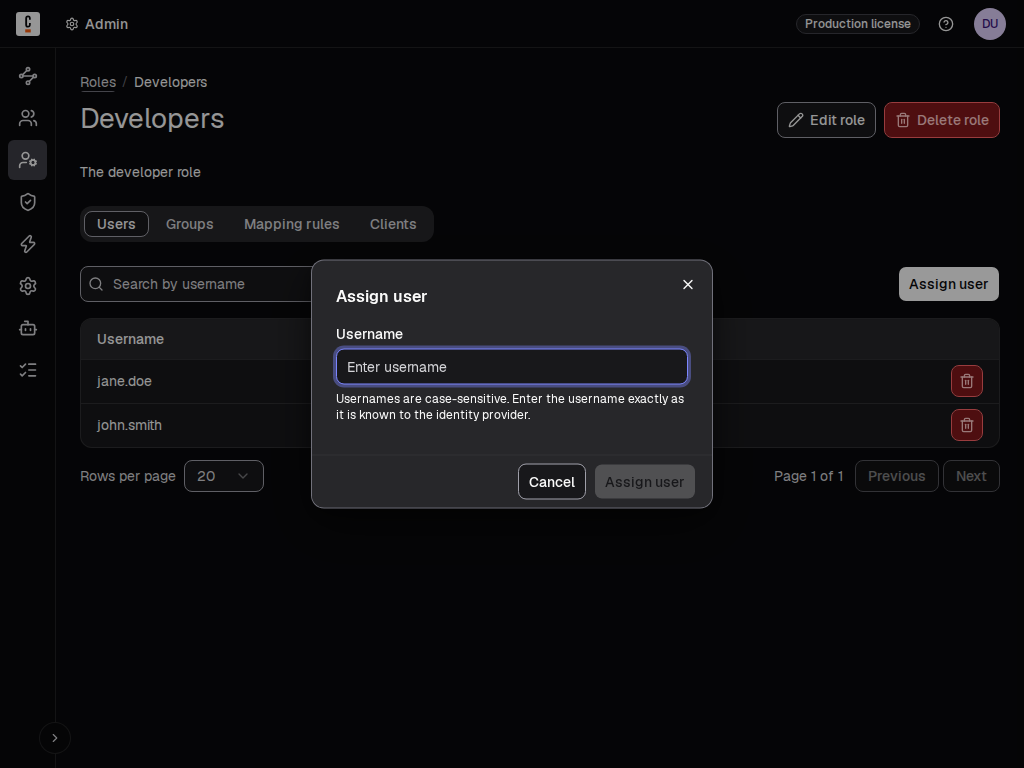 C Admin Production license DU
Roles / Developers
Developers
Edit role Delete role
The developer role
Users Groups Mapping rules Clients
Search by username
Assign user
Username
jane.doe
john.smith
Rows per page 20
Page 1 of 1 Previous Next
Assign user
Username
Enter username
Usernames are case-sensitive. Enter the username exactly as
it is known to the identity provider.
Cancel Assign user